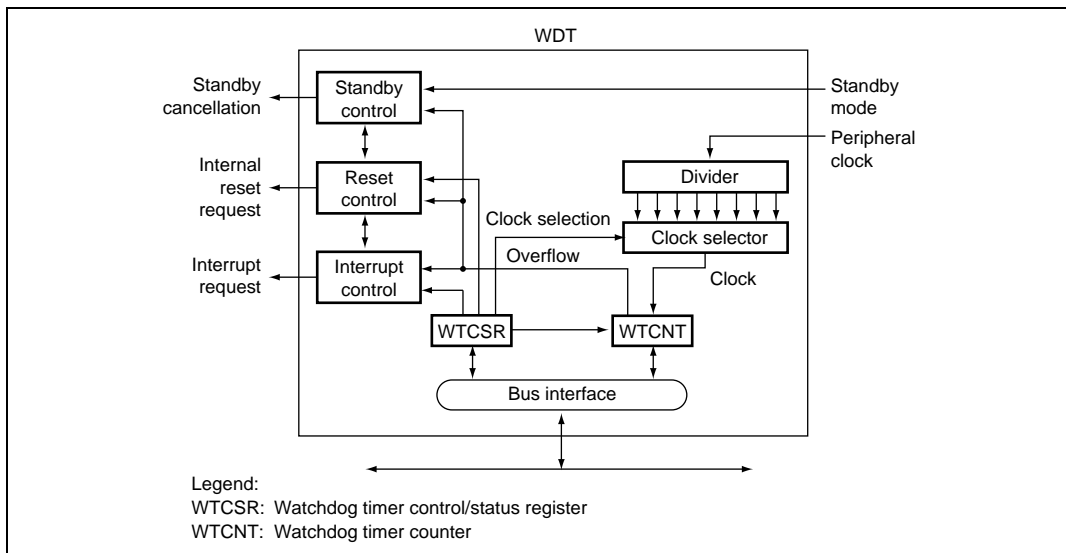 WDT
Standby
cancellation
Standby
control
Standby
mode
Peripheral
clock
Internal
reset
request
Reset
control
Divider
Clock selection
Clock selector
Interrupt
request
Interrupt
control
Overflow
Clock
WTCSR
WTCNT
Bus interface
Legend:
WTCSR: Watchdog timer control/status register
WTCNT: Watchdog timer counter